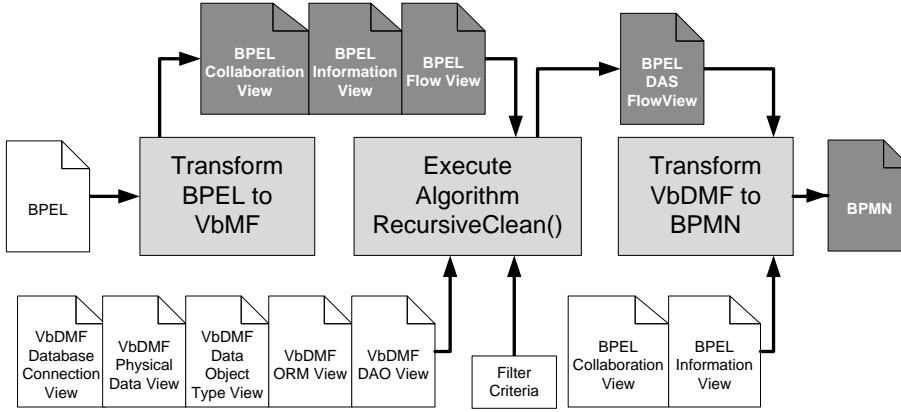 BPEL
Collaboration
View
BPEL
Information
View
BPEL
Flow View
BPEL
DAS
FlowView
BPEL
Transform
BPEL to
VbMF
Execute
Algorithm
RecursiveClean()
Transform
VbDMF to
BPMN
BPMN
VbDMF
Database
Connection
View
VbDMF
Physical
Data View
VbDMF
Data
Object
Type View
VbDMF
ORM View
VbDMF
DAO View
Filter
Criteria
BPEL
Collaboration
View
BPEL
Information
View